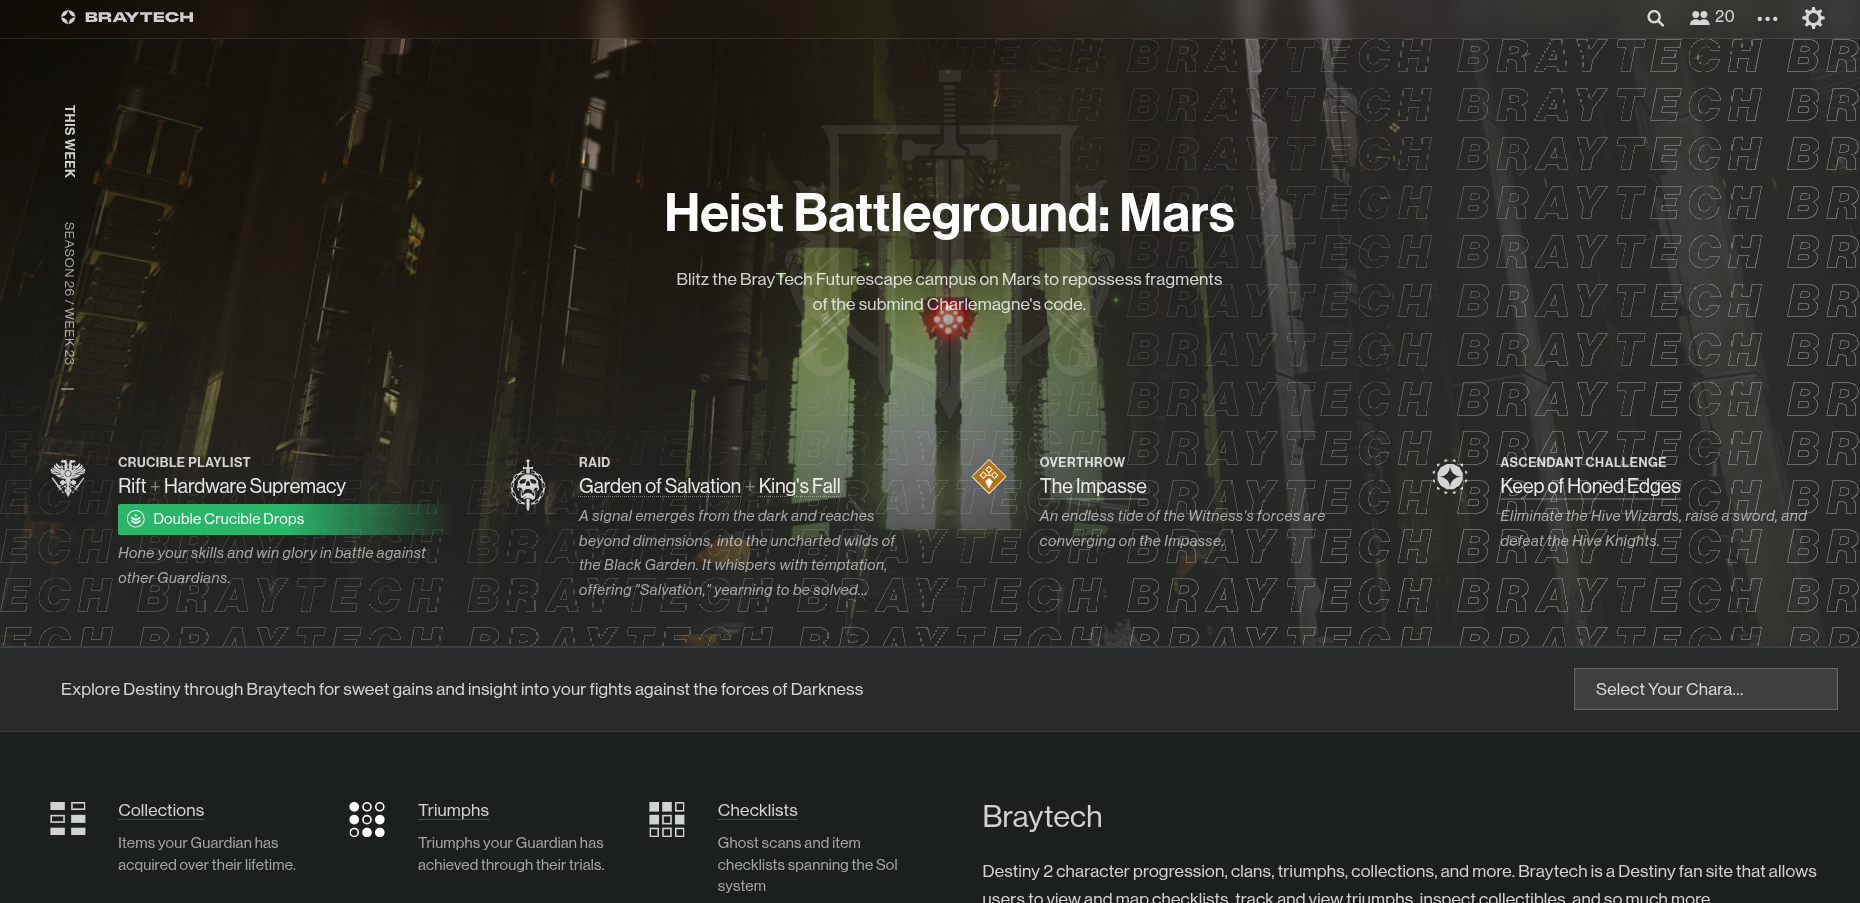 BRAYTECH
20
THIS WEEK
SEASON 26 / WEEK 23
Heist Battleground: Mars
Blitz the BrayTech Futurescape campus on Mars to repossess fragments
of the submind Charlemagne's code.
CRUCIBLE PLAYLIST
Rift + Hardware Supremacy
Double Crucible Drops
Hone your skills and win glory in battle against
other Guardians.
RAID
Garden of Salvation + King's Fall
A signal emerges from the dark and reaches
beyond dimensions, into the uncharted wilds of
the Black Garden. It whispers with temptation,
offering "Salvation," yearning to be solved...
OVERTHROW
The Impasse
An endless tide of the Witness's forces are
converging on the Impasse.
ASCENDANT CHALLENGE
Keep of Honed Edges
Eliminate the Hive Wizards, raise a sword, and
defeat the Hive Knights.
Explore Destiny through Braytech for sweet gains and insight into your fights against the forces of Darkness
Select Your Chara...
Collections
Items your Guardian has
acquired over their lifetime.
Triumphs
Triumphs your Guardian has
achieved through their trials.
Checklists
Ghost scans and item
checklists spanning the Sol
system
Braytech
Destiny 2 character progression, clans, triumphs, collections, and more. Braytech is a Destiny fan site that allows
users to view and map checklists, track and view triumphs, inspect collectibles, and so much more.